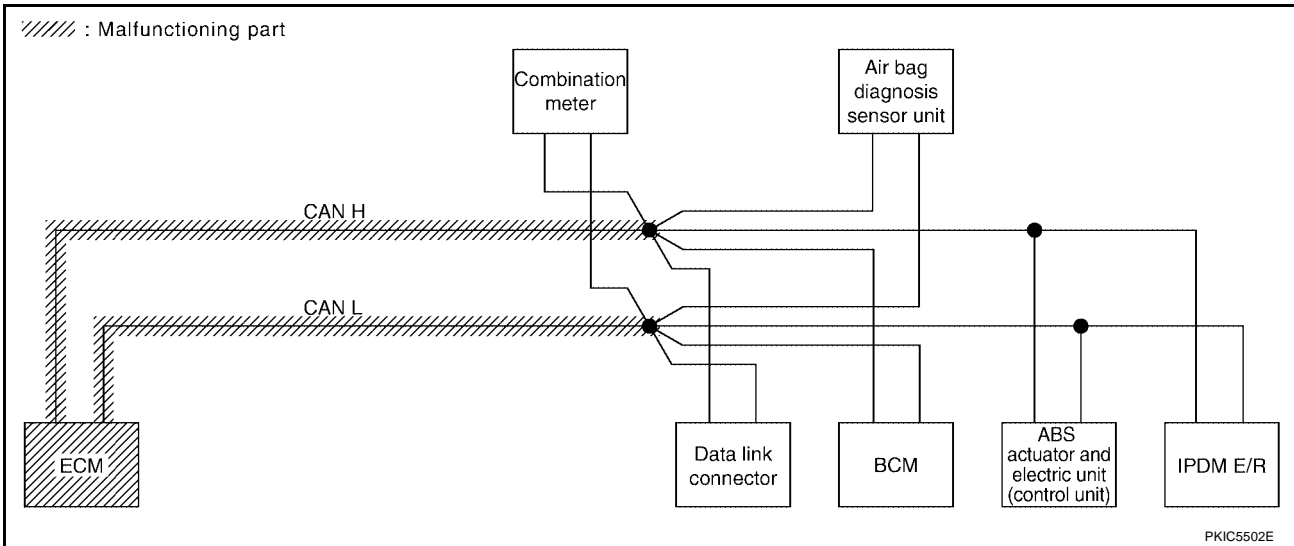 : Malfunctioning part
Combination
meter
Air bag
diagnosis
sensor unit
CAN H
CAN L
ECM
Data link
connector
BCM
ABS
actuator and
electric unit
(control unit)
IPDM E/R
PKIC5502E